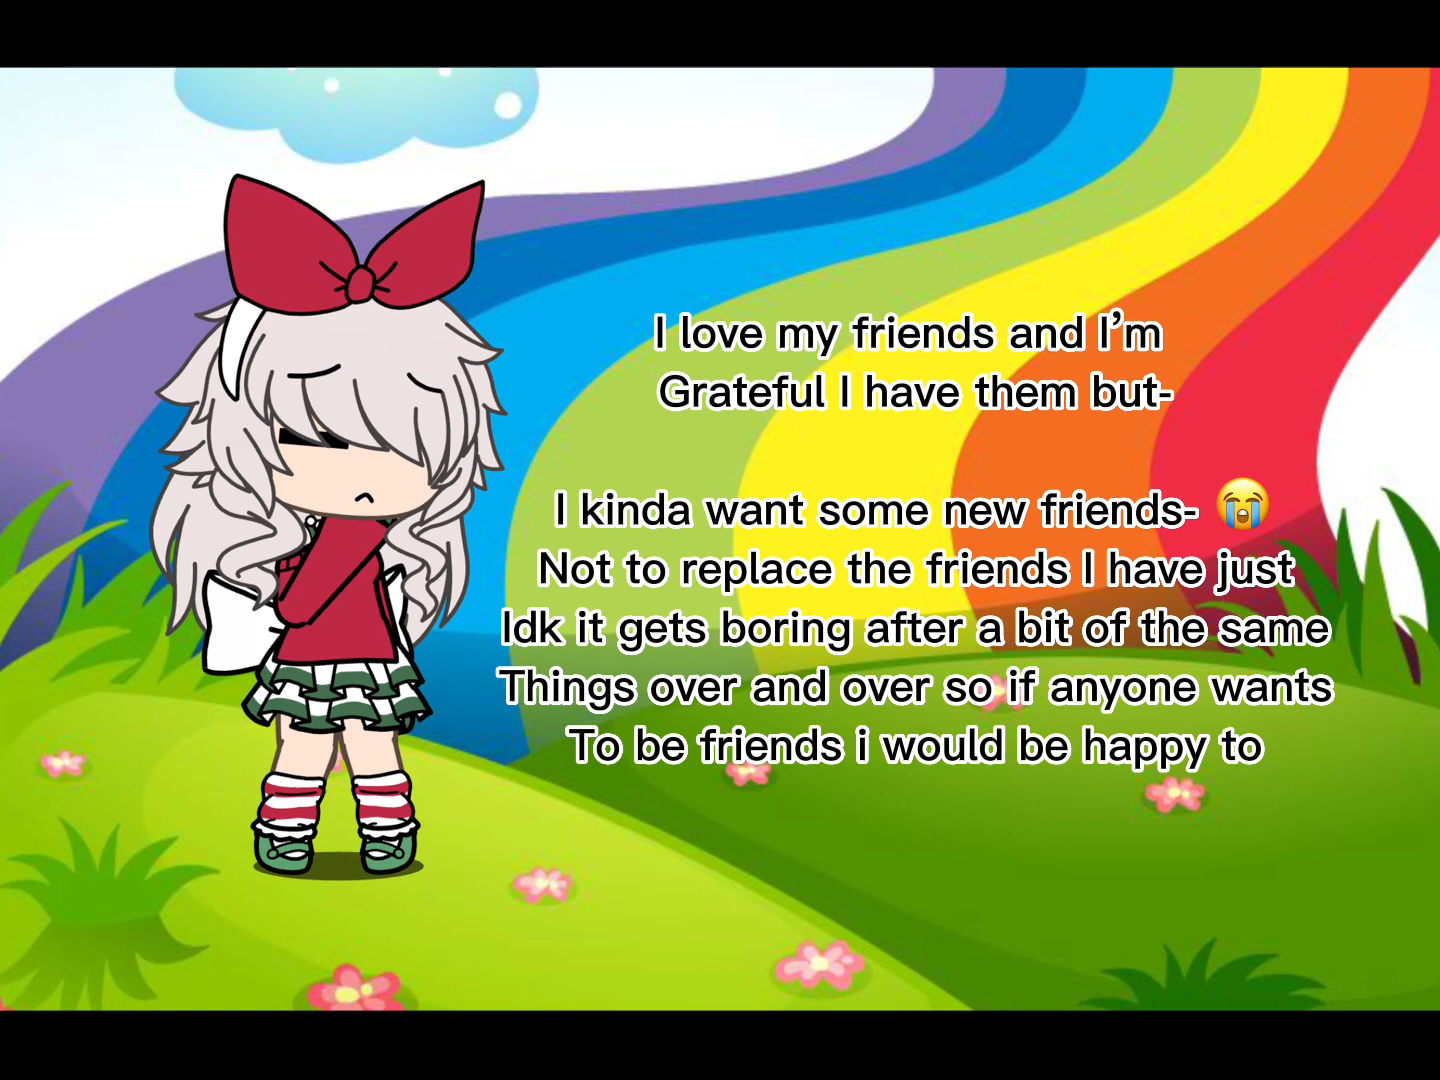 I love my friends and I’m
Grateful I have them but-
I kinda want some new friends- 😭
Not to replace the friends I have just
Idk it gets boring after a bit of the same
Things over and over so if anyone wants
To be friends i would be happy to